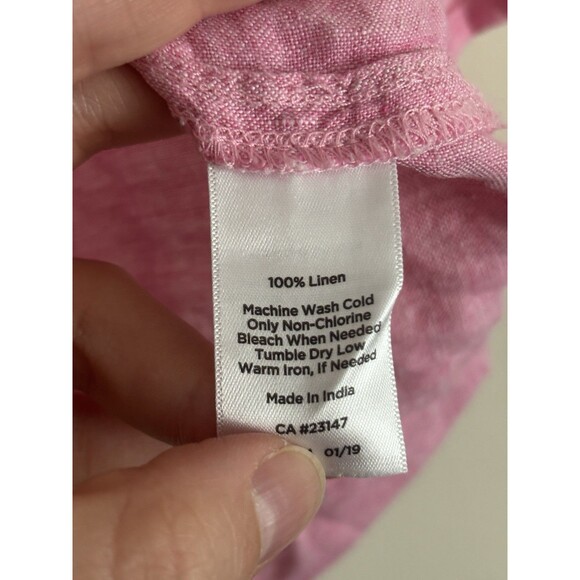 100% Linen
Machine Wash Cold
Only Non-Chlorine
Bleach When Needed
Tumble Dry Low
Warm Iron, If Needed
Made in India
CA #23147
01/19